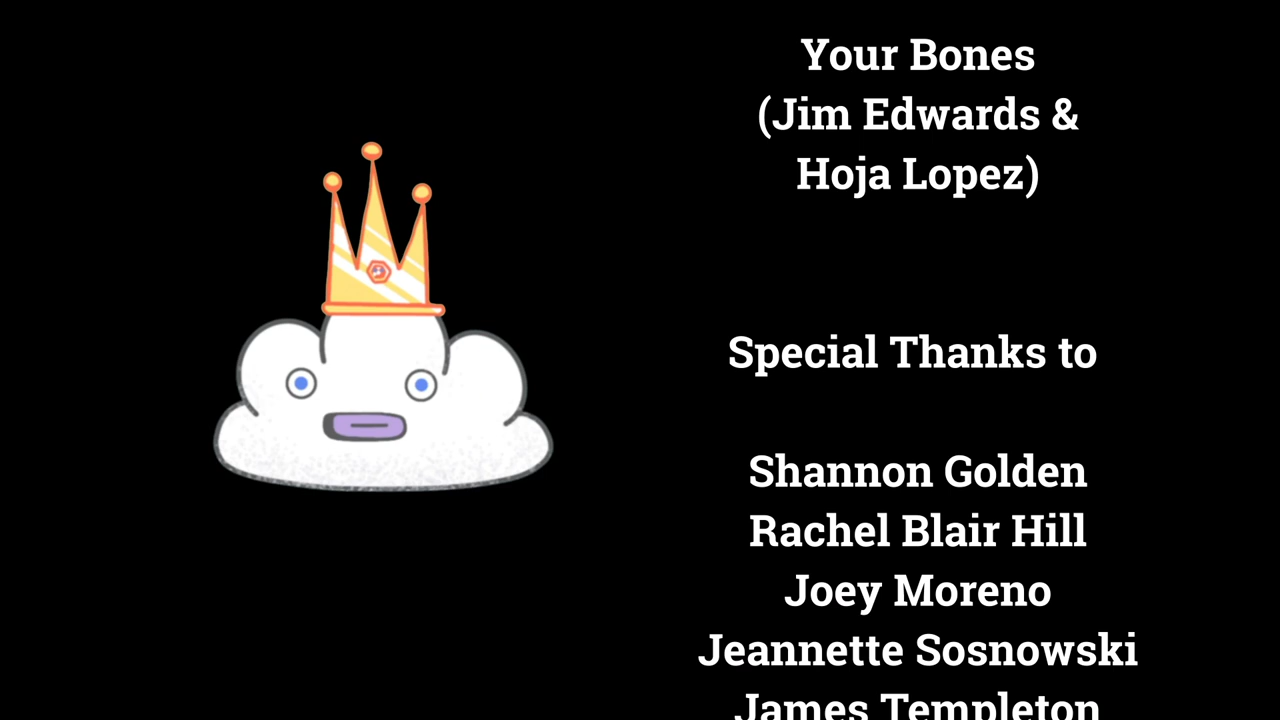 Your Bones
(Jim Edwards &
Hoja Lopez)
Special Thanks to
Shannon Golden
Rachel Blair Hill
Joey Moreno
Jeannette Sosnowski
James Templeton